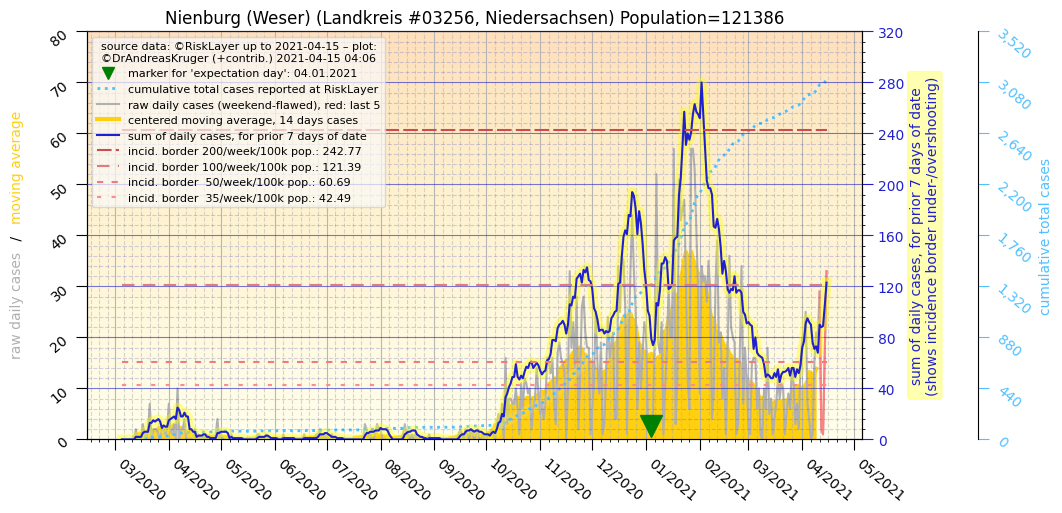 Nienburg (Weser) (Landkreis #03256, Niedersachsen) Population=121386
source data: ©RiskLayer up to 2021-04-15 – plot:
©DrAndreasKruger (+contrib.) 2021-04-15 04:06
marker for 'expectation day': 04.01.2021
cumulative total cases reported at RiskLayer
raw daily cases (weekend-flawed), red: last 5
centered moving average, 14 days cases
sum of daily cases, for prior 7 days of date
incid. border 200/week/100k pop.: 242.77
incid. border 100/week/100k pop.: 121.39
incid. border  50/week/100k pop.: 60.69
incid. border  35/week/100k pop.: 42.49
raw daily cases / moving average
80
70
60
50
40
30
20
10
0
03/2020
04/2020
05/2020
06/2020
07/2020
08/2020
09/2020
10/2020
11/2020
12/2020
01/2021
02/2021
03/2021
04/2021
05/2021
320
280
240
200
160
120
80
40
0
sum of daily cases, for prior 7 days of date
(shows incidence border under-/overshooting)
3,520
3,080
2,640
2,200
1,760
1,320
880
440
0
cumulative total cases